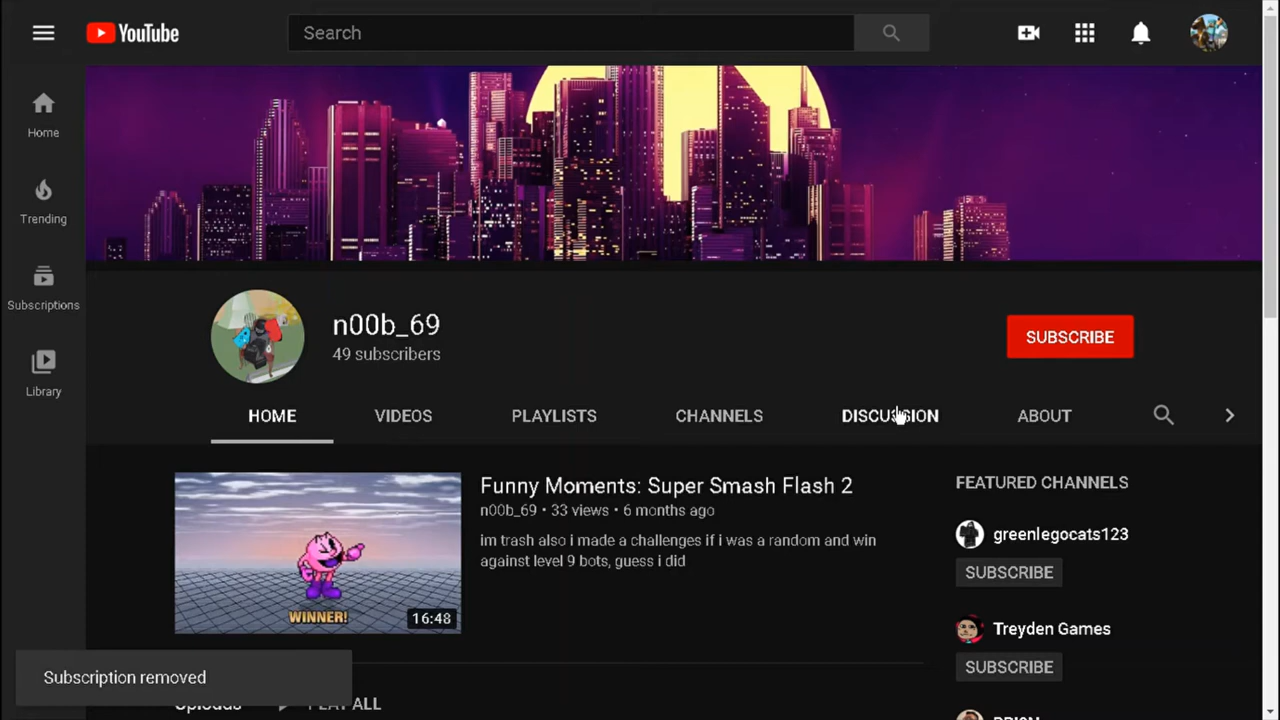 YouTube
Search
Home
Trending
Subscriptions
Library
n00b_69
49 subscribers
SUBSCRIBE
HOME
VIDEOS
PLAYLISTS
CHANNELS
DISCUSSION
ABOUT
WINNER!
16:48
Funny Moments: Super Smash Flash 2
n00b_69 • 33 views • 6 months ago
im trash also i made a challenges if i was a random and win
against level 9 bots, guess i did
FEATURED CHANNELS
greenlegocats123
SUBSCRIBE
Treyden Games
SUBSCRIBE
Subscription removed
Uploads
PLAY ALL